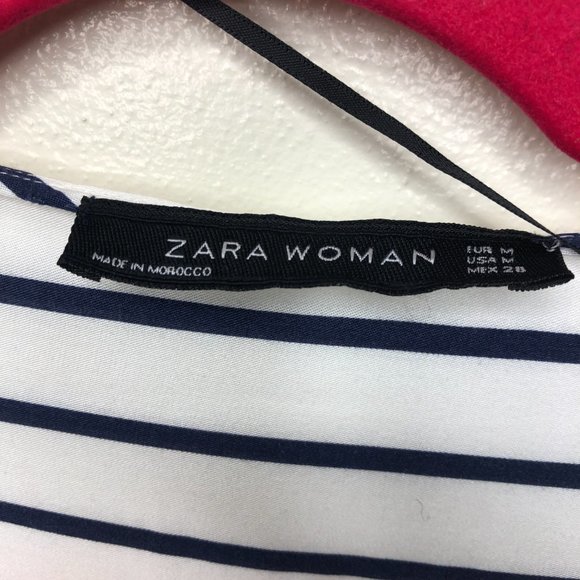 ZARA WOMAN
MADE IN MOROCCO
EUR M
USA M
MEX 28